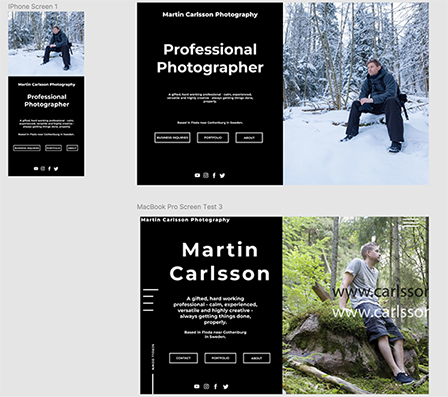 iPhone Screen 1
Martin Carlsson Photography
Professional
Photographer
A gifted, hard working professional - calm,
experienced, versatile and highly creative
- always getting things done, properly.
Based in Floda near Gothenburg in Sweden.
BUSINESS INQUIRIES
PORTFOLIO
ABOUT
Martin Carlsson Photography
Professional
Photographer
A gifted, hard working professional - calm, experienced,
versatile and highly creative - always getting things done,
properly.
Based in Floda near Gothenburg in Sweden.
BUSINESS INQUIRIES
PORTFOLIO
ABOUT
MacBook Pro Screen Test 3
Martin Carlsson Photography
Martin
Carlsson
A gifted, hard working
professional - calm, experienced,
versatile and highly creative -
always getting things done,
properly.
Based in Floda near Gothenburg
in Sweden.
CONTACT
PORTFOLIO
ABOUT
www.carlsson
www.carlsson